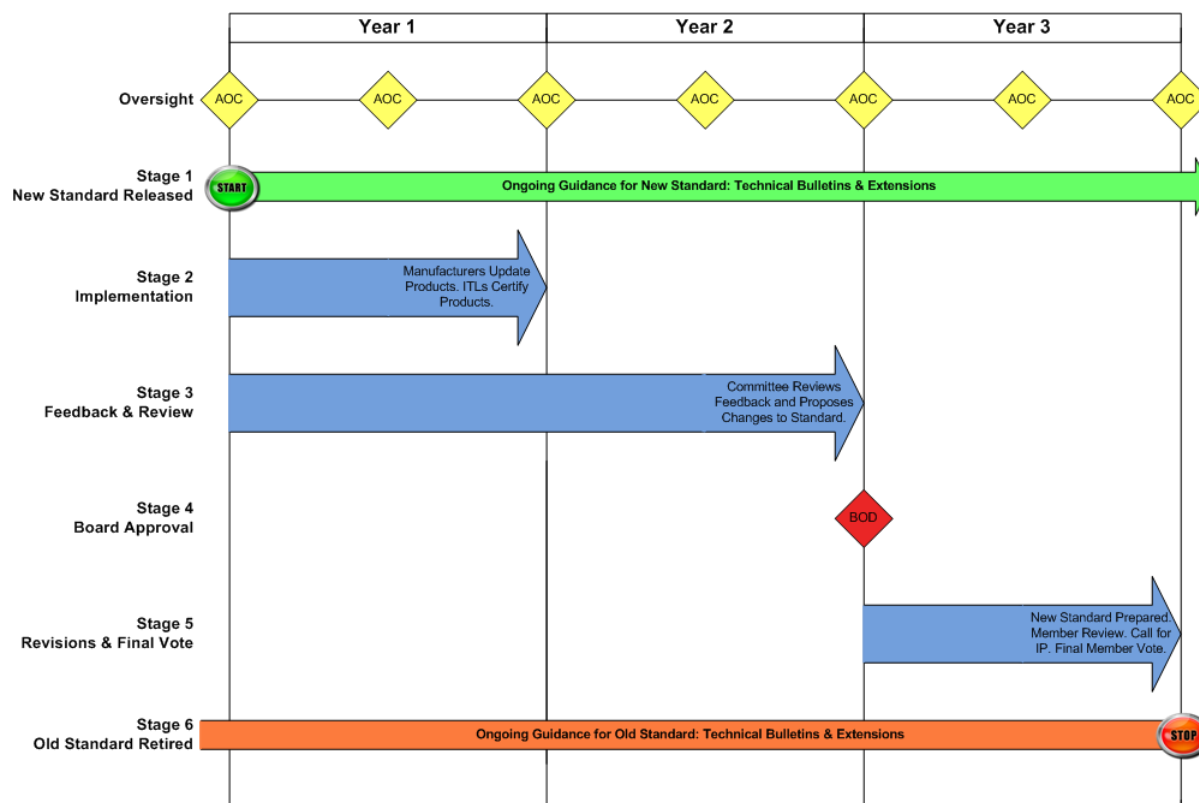 Year 1
Year 2
Year 3
Oversight
AOC
AOC
AOC
AOC
AOC
AOC
AOC
Stage 1
New Standard Released
START
Ongoing Guidance for New Standard: Technical Bulletins & Extensions
Stage 2
Implementation
Manufacturers Update
Products. ITLs Certify
Products.
Stage 3
Feedback & Review
Committee Reviews
Feedback and Proposes
Changes to Standard.
Stage 4
Board Approval
BOD
Stage 5
Revisions & Final Vote
New Standard Prepared.
Member Review. Call for
IP. Final Member Vote.
Stage 6
Old Standard Retired
Ongoing Guidance for Old Standard: Technical Bulletins & Extensions
STOP